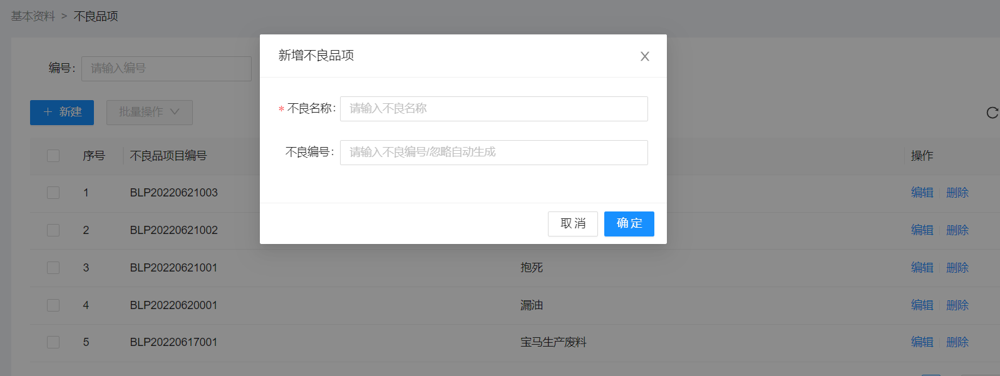 基本资料 > 不良品项
新增不良品项
编号: 请输入编号
* 不良名称: 请输入不良名称
+ 新建 批量操作
不良编号: 请输入不良编号/忽略自动生成
序号 不良品项目编号 操作
1 BLP20220621003 编辑 删除
取 消 确 定
2 BLP20220621002 编辑 删除
3 BLP20220621001 抱死 编辑 删除
4 BLP20220620001 漏油 编辑 删除
5 BLP20220617001 宝马生产废料 编辑 删除